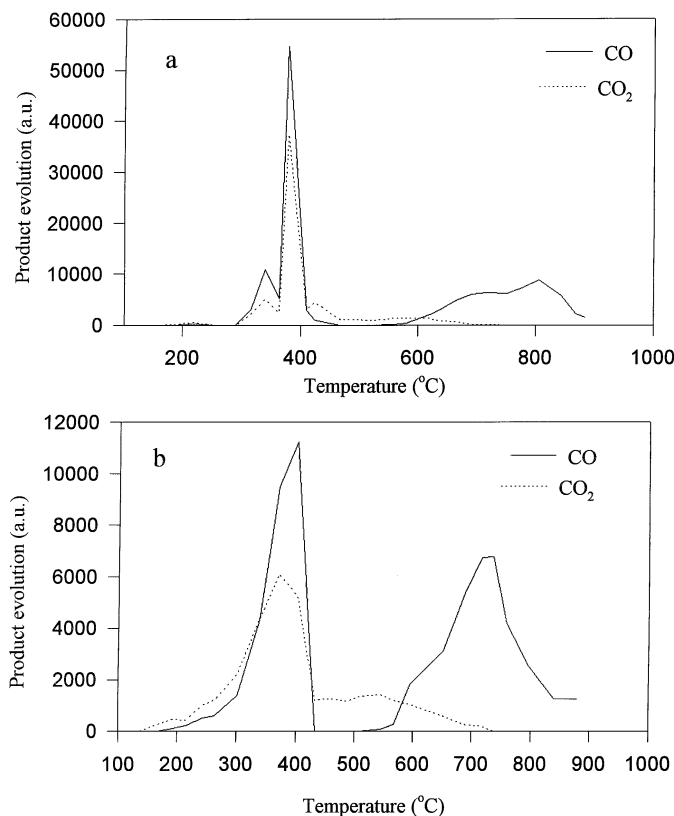 60000
50000
40000
30000
20000
10000
0
Product evolution (a.u.)
a
CO
CO₂
200 400 600 800 1000
Temperature (°C)
12000
10000
8000
6000
4000
2000
0
Product evolution (a.u.)
b
CO
CO₂
100 200 300 400 500 600 700 800 900 1000
Temperature (°C)